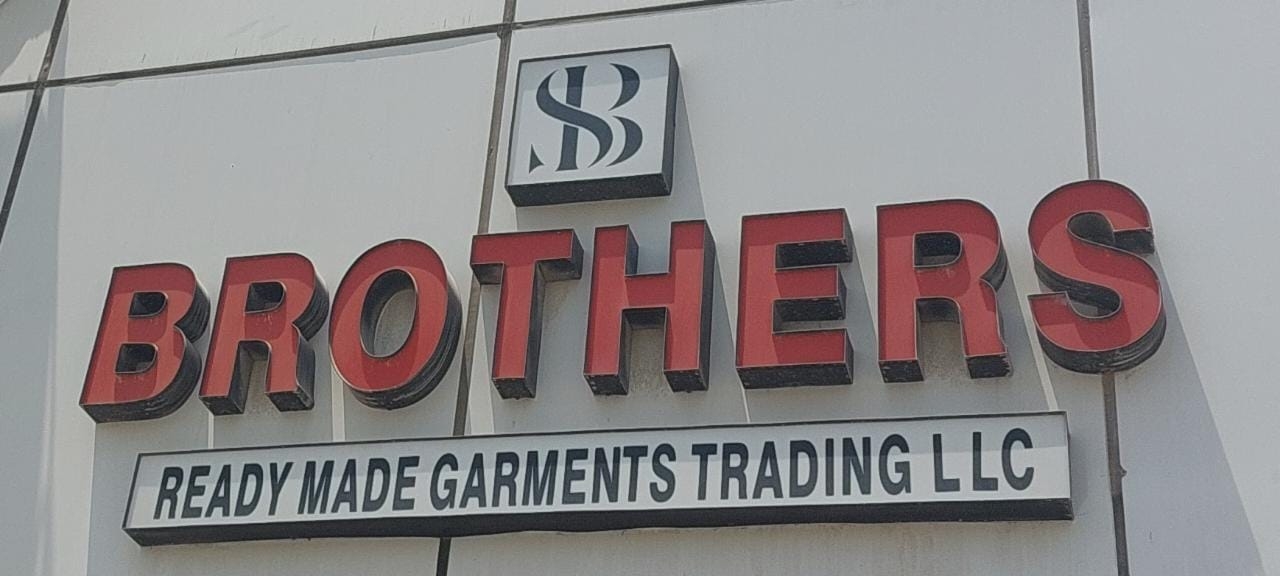 SB
BROTHERS
READY MADE GARMENTS TRADING LLC